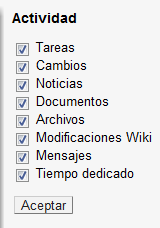 Actividad
Tareas
Cambios
Noticias
Documentos
Archivos
Modificaciones Wiki
Mensajes
Tiempo dedicado
Aceptar